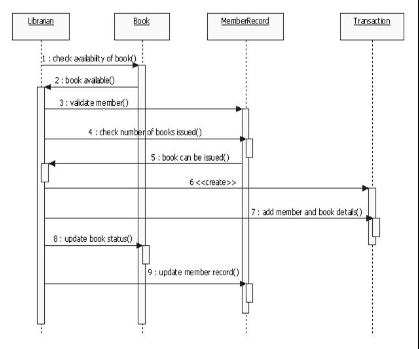 Librarian
Book
MemberRecord
Transaction
1 : check availability of book()
2 : book available()
3 : validate member()
4 : check number of books issued()
5 : book can be issued()
6 <<create>>
7 : add member and book details()
8 : update book status()
9 : update member record()